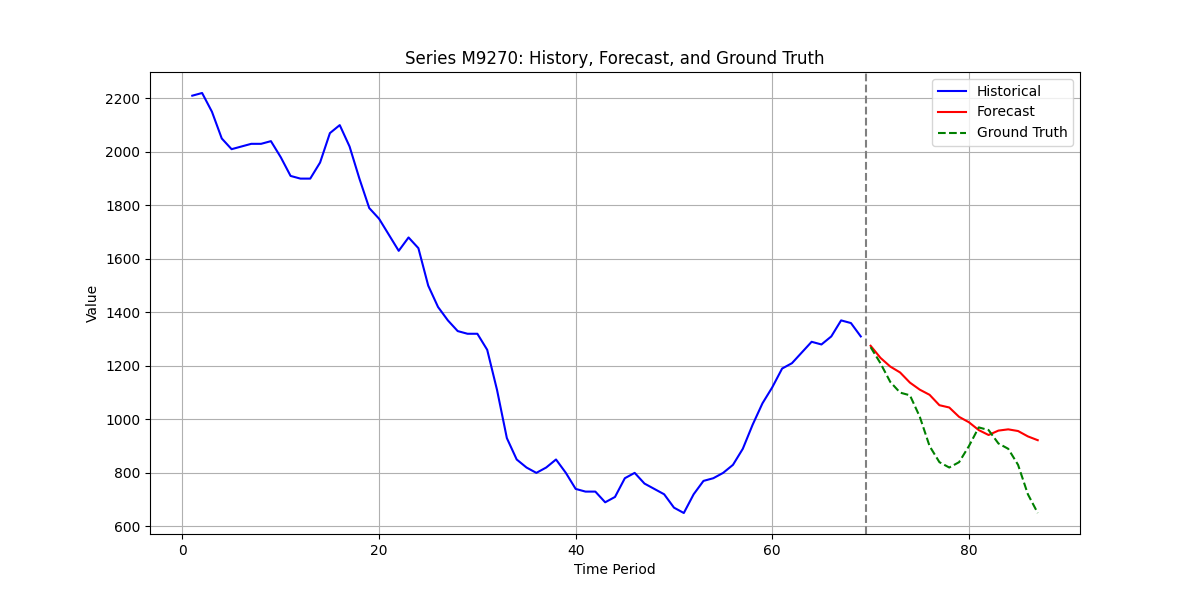 Series M9270: History, Forecast, and Ground Truth
Historical
Forecast
Ground Truth
Value
2200
2000
1800
1600
1400
1200
1000
800
600
0 20 40 60 80
Time Period